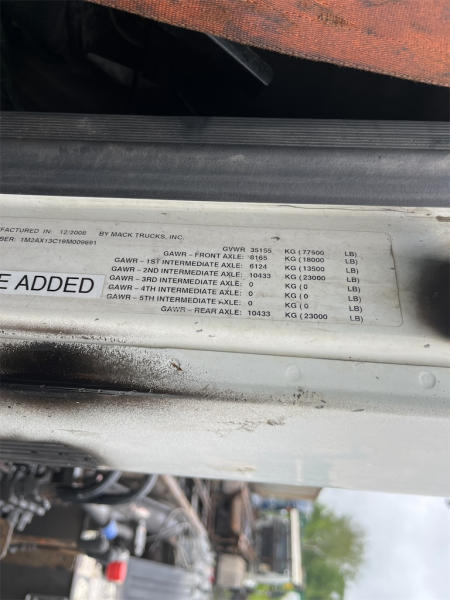 FACTURED IN: 12/2008 BY MACK TRUCKS, INC.
BER: 1M2AX13C19M009691
GVWR 35155 KG (77500 LB)
GAWR - FRONT AXLE: 8165 KG (18000 LB)
GAWR - 1ST INTERMEDIATE AXLE: 6124 KG (13500 LB)
GAWR - 2ND INTERMEDIATE AXLE: 10433 KG (23000 LB)
GAWR - 3RD INTERMEDIATE AXLE: 0 KG (0 LB)
GAWR - 4TH INTERMEDIATE AXLE: 0 KG (0 LB)
GAWR - 5TH INTERMEDIATE AXLE: 0 KG (0 LB)
GAWR - REAR AXLE: 10433 KG (23000 LB)
E ADDED